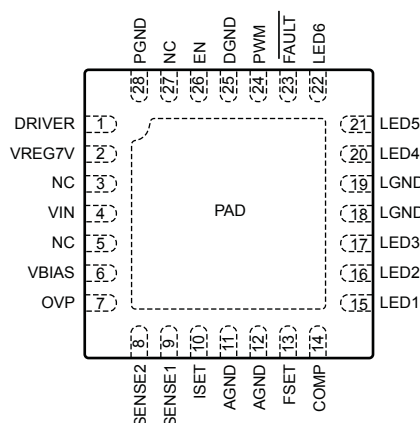 PGND
NC
EN
DGND
PWM
FAULT
LED6
28
27
26
25
24
23
22
DRIVER 1
VREG7V 2
NC 3
VIN 4
NC 5
VBIAS 6
OVP 7
PAD
21 LED5
20 LED4
19 LGND
18 LGND
17 LED3
16 LED2
15 LED1
8
9
10
11
12
13
14
SENSE2
SENSE1
ISET
AGND
AGND
FSET
COMP